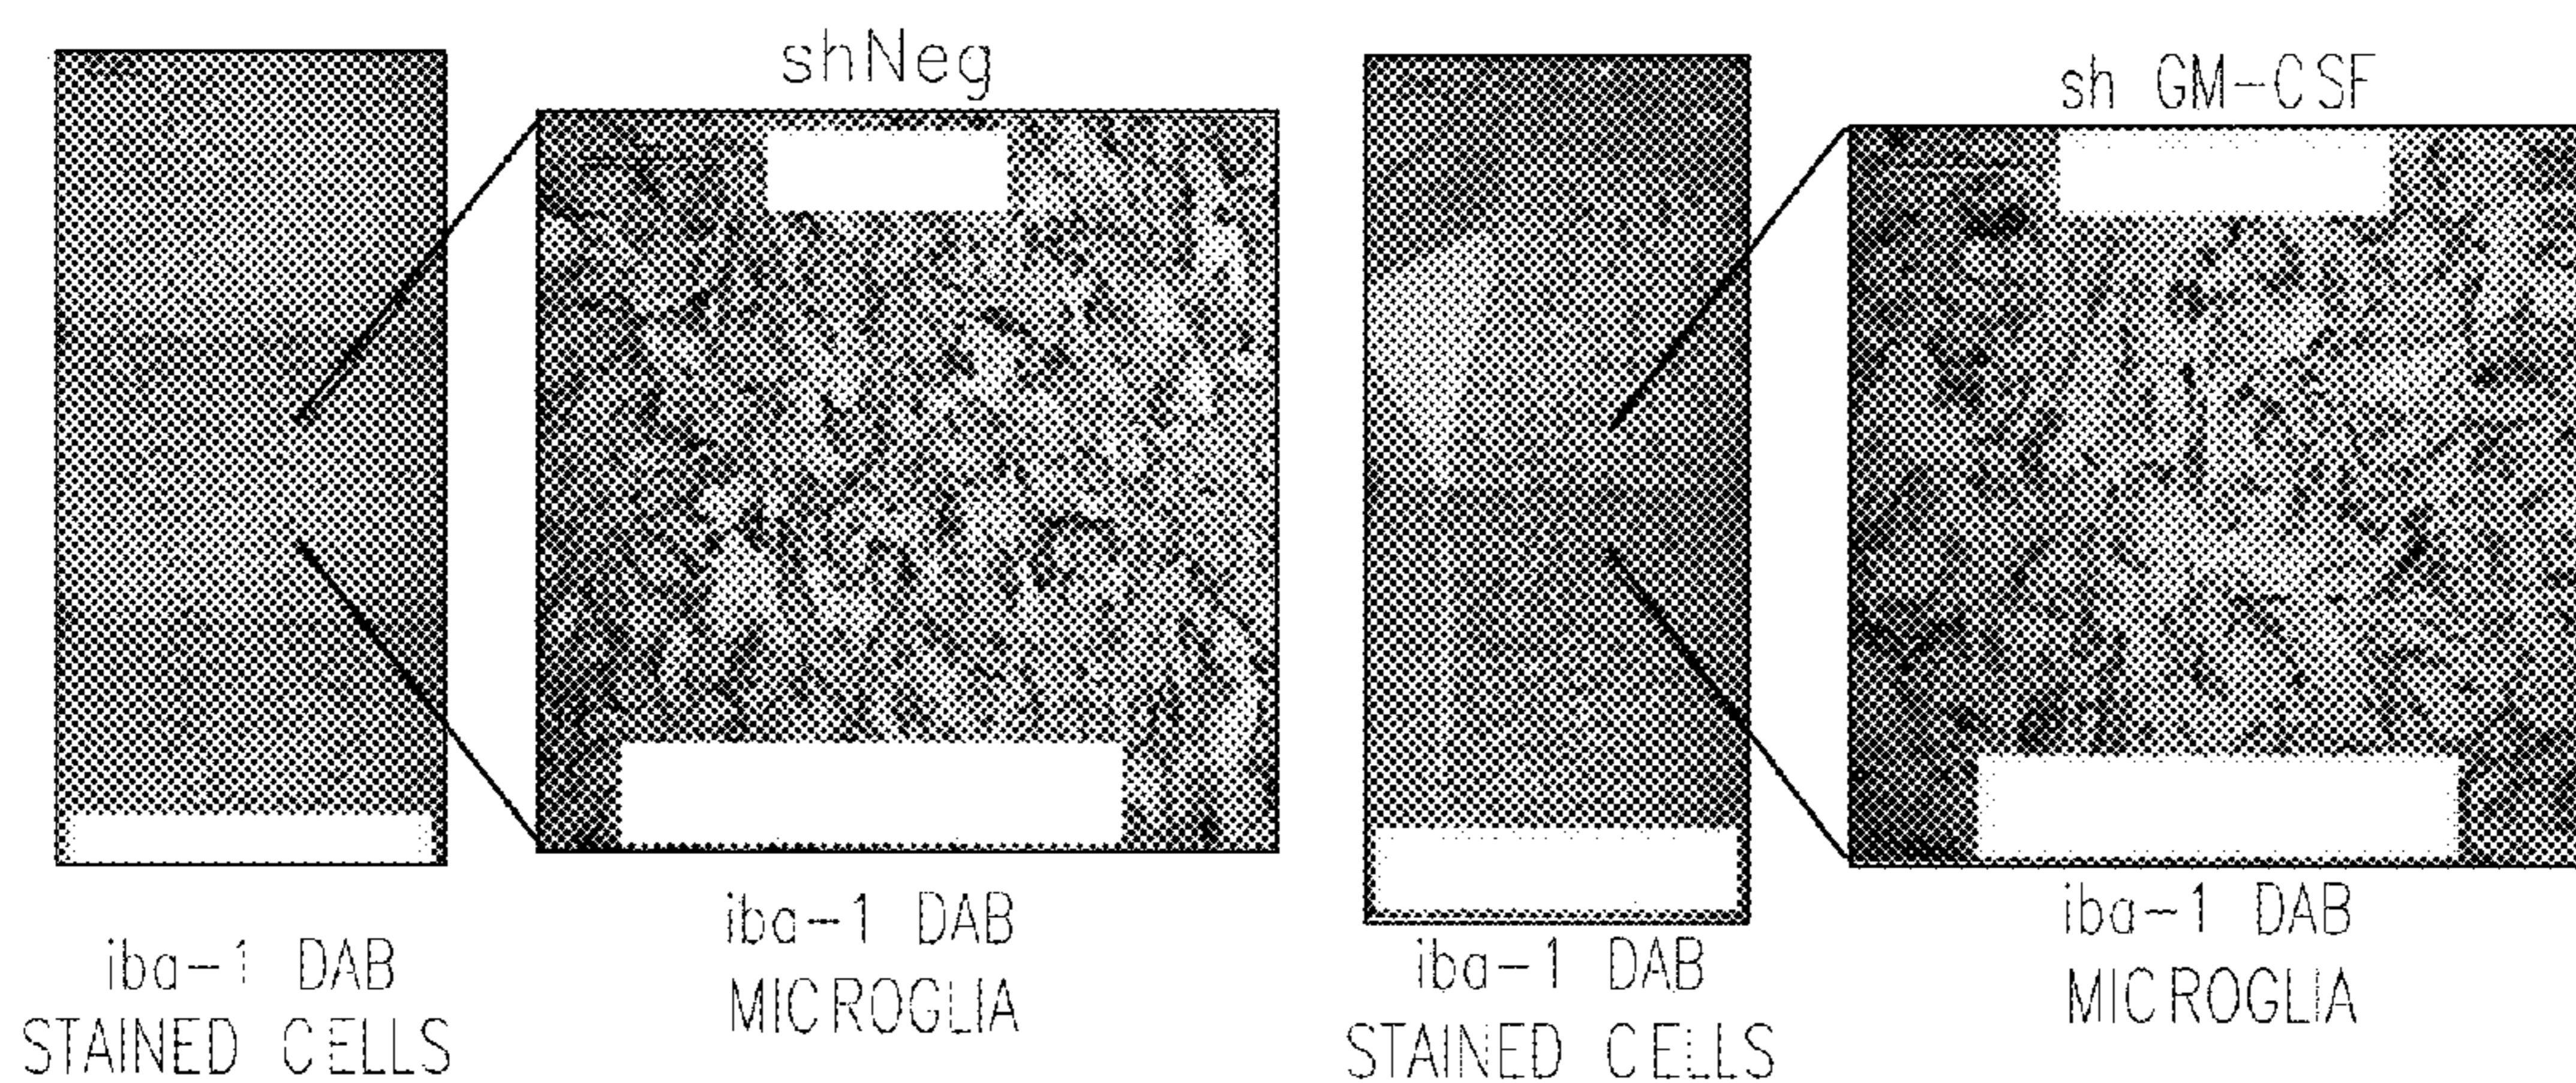 shNeg
sh GM-CSF
iba-1 DAB
STAINED CELLS
iba-1 DAB
MICROGLIA
iba-1 DAB
STAINED CELLS
iba-1 DAB
MICROGLIA